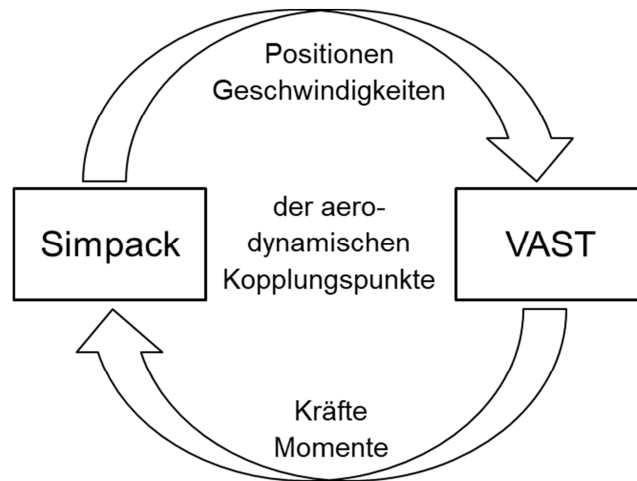 Positionen
Geschwindigkeiten
Simpack
der aero-
dynamischen
Kopplungspunkte
VAST
Kräfte
Momente